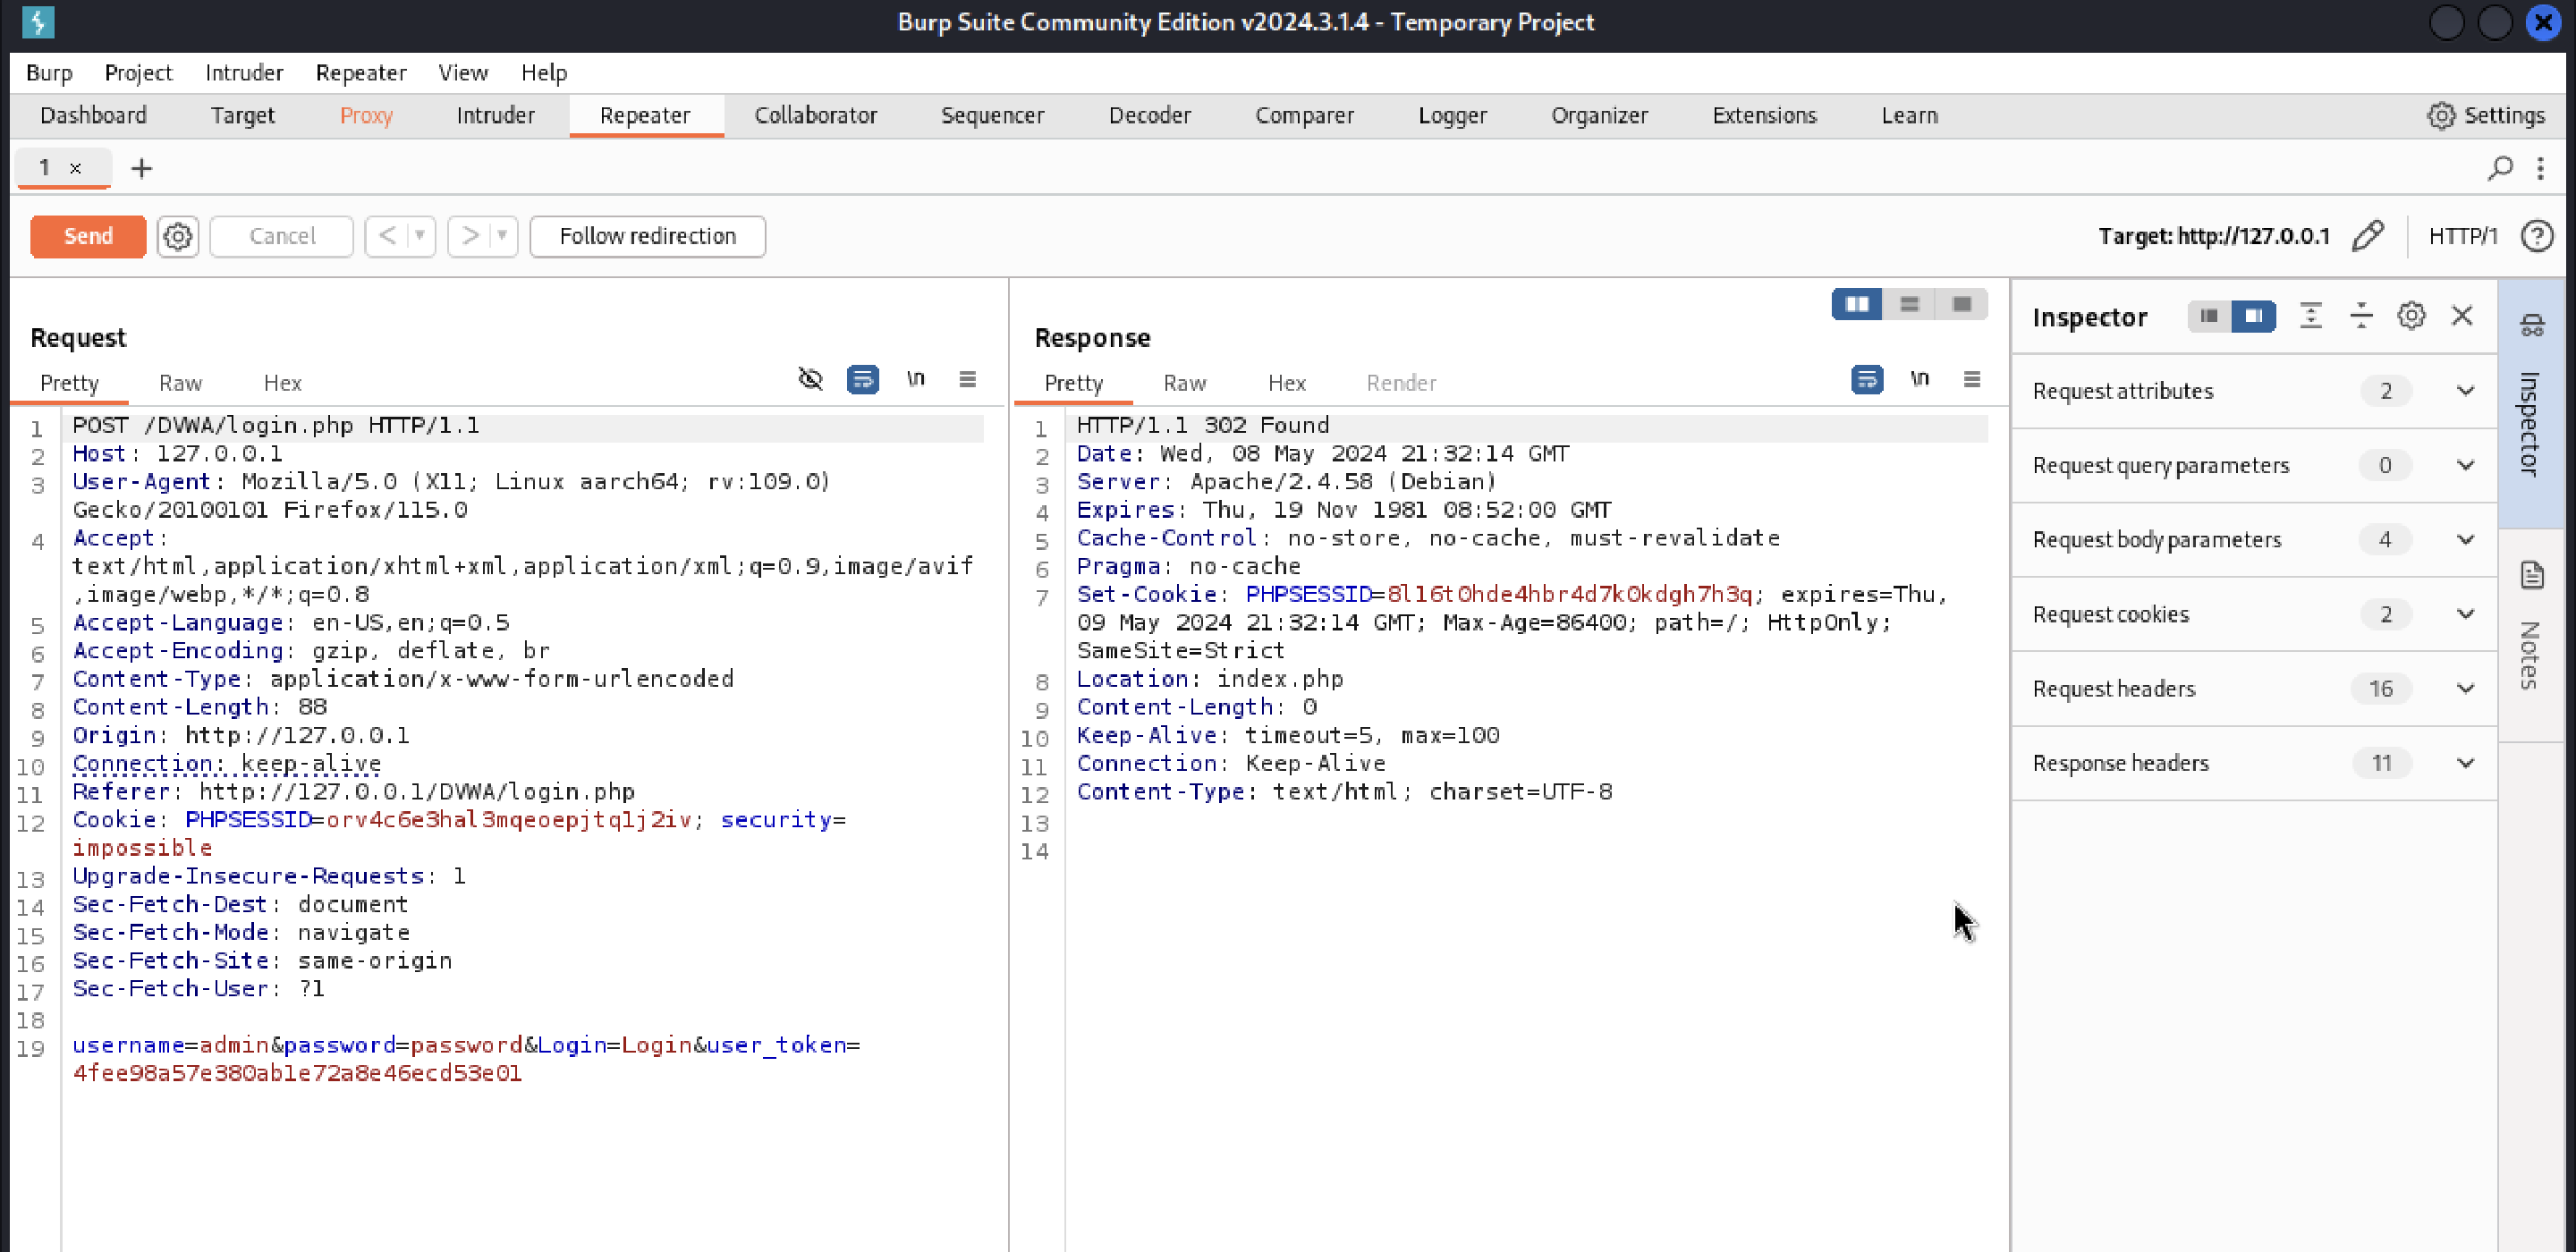 Burp Suite Community Edition v2024.3.1.4 - Temporary Project
Burp Project Intruder Repeater View Help
Dashboard Target Proxy Intruder Repeater Collaborator Sequencer Decoder Comparer Logger Organizer Extensions Learn Settings
1 × +
Send Cancel < > Follow redirection Target: http://127.0.0.1 HTTP/1 ?
Request
Pretty Raw Hex \n
1 POST /DVWA/login.php HTTP/1.1
2 Host: 127.0.0.1
3 User-Agent: Mozilla/5.0 (X11; Linux aarch64; rv:109.0)
Gecko/20100101 Firefox/115.0
4 Accept:
text/html,application/xhtml+xml,application/xml;q=0.9,image/avif
,image/webp,*/*;q=0.8
5 Accept-Language: en-US,en;q=0.5
6 Accept-Encoding: gzip, deflate, br
7 Content-Type: application/x-www-form-urlencoded
8 Content-Length: 88
9 Origin: http://127.0.0.1
10 Connection: keep-alive
11 Referer: http://127.0.0.1/DVWA/login.php
12 Cookie: PHPSESSID=orv4c6e3hal3mqeoepjtq1j2iv; security=
impossible
13 Upgrade-Insecure-Requests: 1
14 Sec-Fetch-Dest: document
15 Sec-Fetch-Mode: navigate
16 Sec-Fetch-Site: same-origin
17 Sec-Fetch-User: ?1
18
19 username=admin&password=password&Login=Login&user_token=
4fee98a57e380ab1e72a8e46ecd53e01
Response
Pretty Raw Hex Render \n
1 HTTP/1.1 302 Found
2 Date: Wed, 08 May 2024 21:32:14 GMT
3 Server: Apache/2.4.58 (Debian)
4 Expires: Thu, 19 Nov 1981 08:52:00 GMT
5 Cache-Control: no-store, no-cache, must-revalidate
6 Pragma: no-cache
7 Set-Cookie: PHPSESSID=8l16t0hde4hbr4d7k0kdgh7h3q; expires=Thu,
09 May 2024 21:32:14 GMT; Max-Age=86400; path=/; HttpOnly;
SameSite=Strict
8 Location: index.php
9 Content-Length: 0
10 Keep-Alive: timeout=5, max=100
11 Connection: Keep-Alive
12 Content-Type: text/html; charset=UTF-8
13
14
Inspector
Request attributes 2
Request query parameters 0
Request body parameters 4
Request cookies 2
Request headers 16
Response headers 11
Inspector
Notes